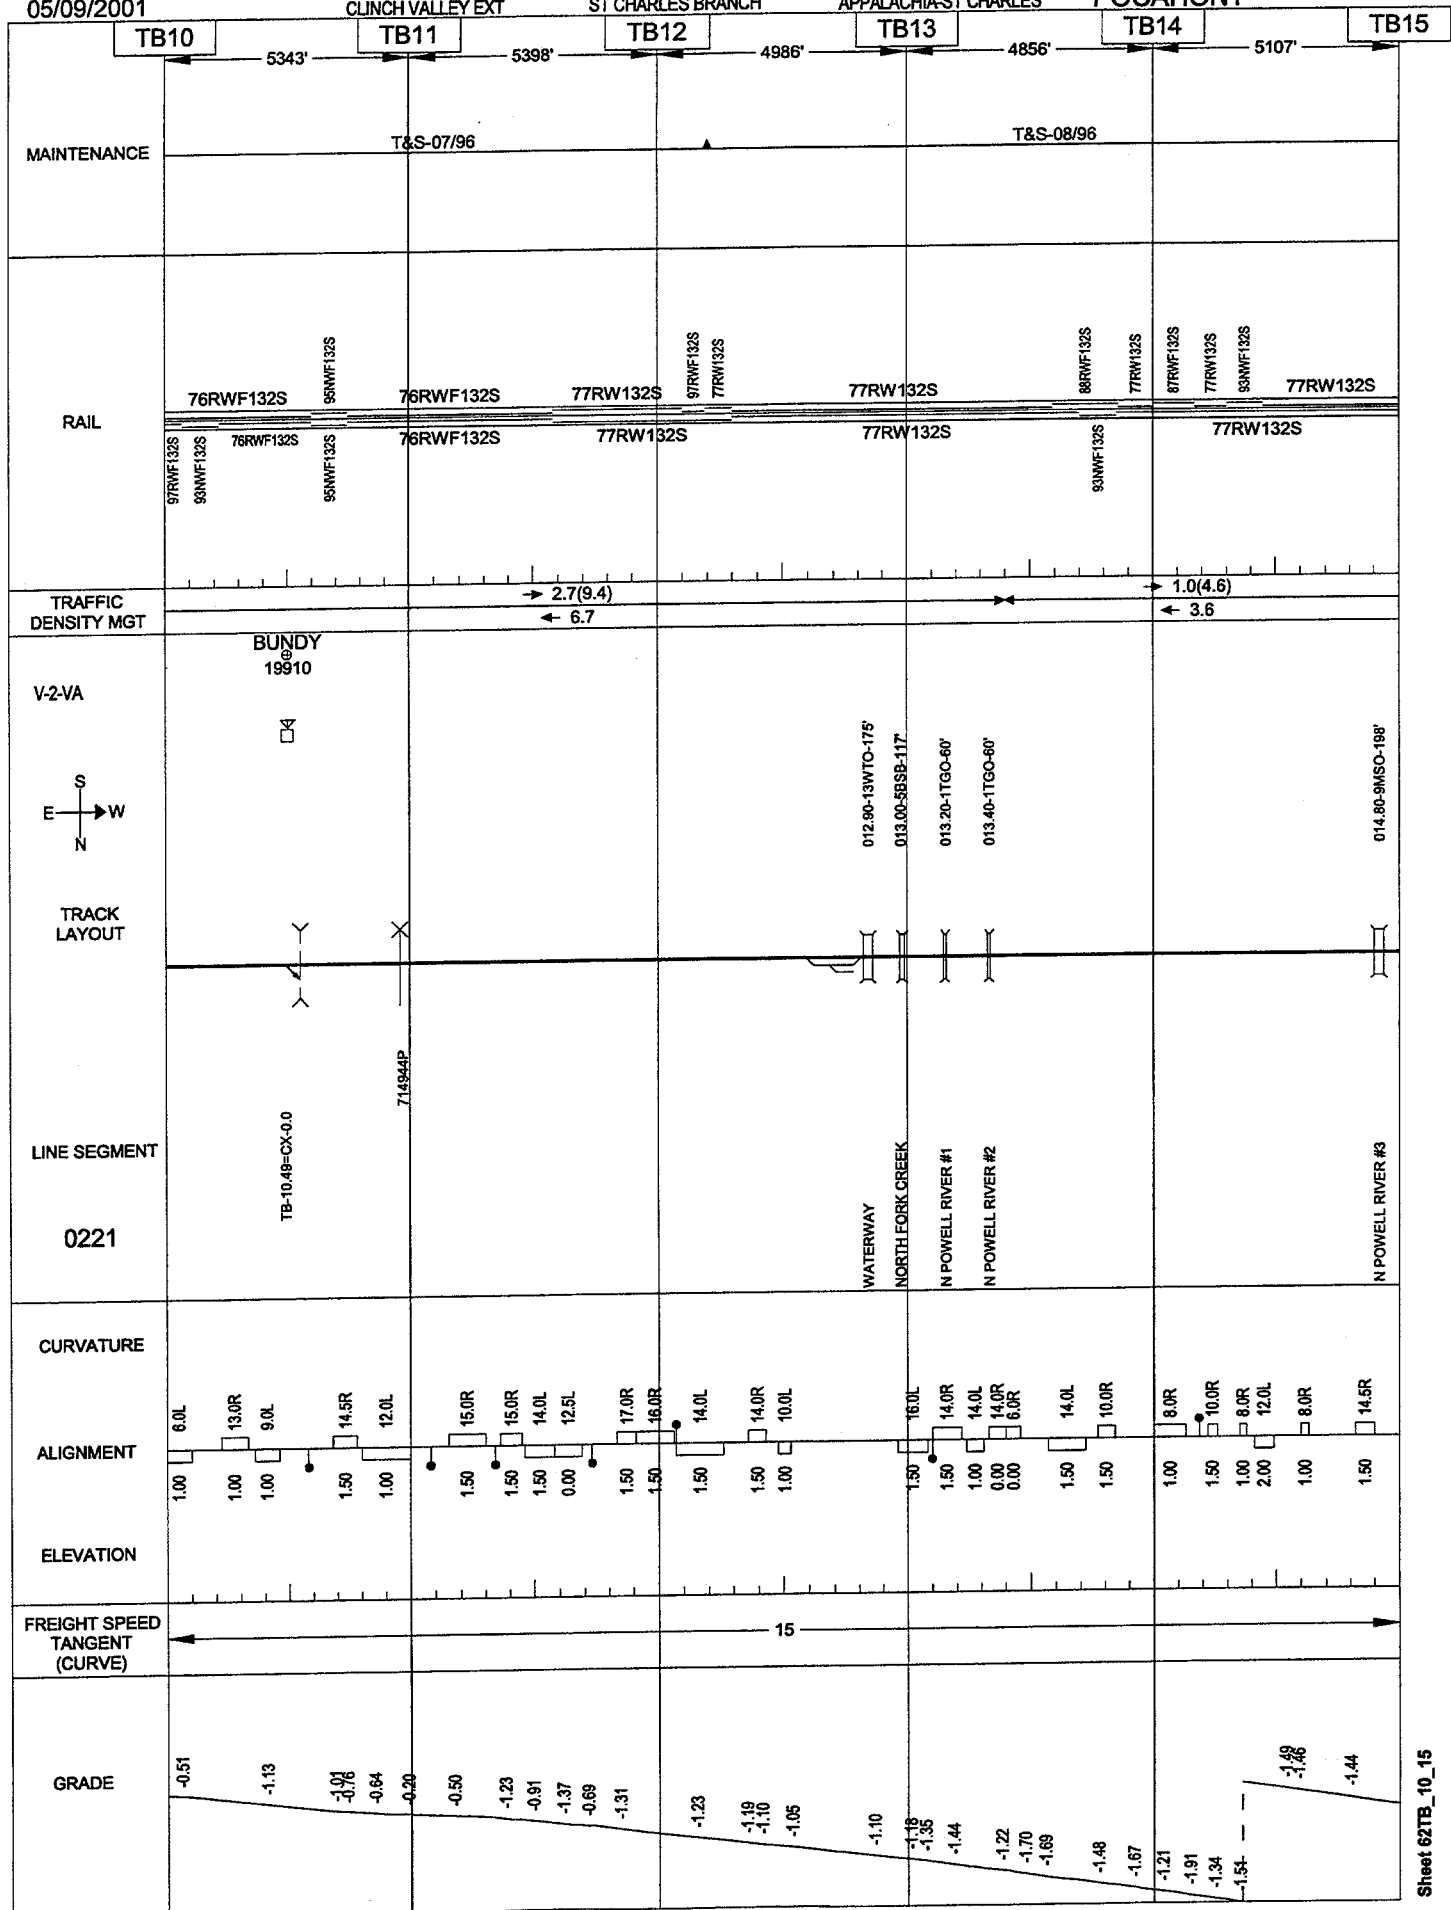 05/09/2001
CLINCH VALLEY EXT
ST CHARLES BRANCH
APPALACHIA-ST CHARLES
POCAHONT
TB10
TB11
TB12
TB13
TB14
TB15
5343'
5398'
4986'
4856'
5107'
MAINTENANCE
T&S-07/96
T&S-08/96
RAIL
76RWF132S
95NWF132S
76RWF132S
77RW132S
97RWF132S
77RW132S
77RW132S
88RWF132S
77RW132S
87RWF132S
77RW132S
93NWF132S
77RW132S
97RWF132S
93NWF132S
76RWF132S
95NWF132S
76RWF132S
77RW132S
77RW132S
93NWF132S
77RW132S
TRAFFIC
DENSITY MGT
2.7(9.4)
6.7
1.0(4.6)
3.6
BUNDY
19910
V-2-VA
S
E
W
N
012.90-13WTO-175'
013.00-5BSB-117'
013.20-1TGO-60'
013.40-1TGO-60'
014.80-9MSO-198'
TRACK
LAYOUT
714944P
LINE SEGMENT
0221
TB-10.49=CX-0.0
WATERWAY
NORTH FORK CREEK
N POWELL RIVER #1
N POWELL RIVER #2
N POWELL RIVER #3
CURVATURE
6.0L
13.0R
9.0L
14.5R
12.0L
15.0R
15.0R
14.0L
12.5L
17.0R
16.0R
14.0L
14.0R
10.0L
16.0L
14.0R
14.0L
14.0R
6.0R
14.0L
10.0R
8.0R
10.0R
8.0R
12.0L
8.0R
14.5R
ALIGNMENT
1.00
1.00
1.00
1.50
1.00
1.50
1.50
1.50
0.00
1.50
1.50
1.50
1.50
1.00
1.50
1.50
1.00
0.00
0.00
1.50
1.50
1.00
1.50
1.00
2.00
1.00
1.50
ELEVATION
FREIGHT SPEED
TANGENT
(CURVE)
15
GRADE
-0.51
-1.13
-1.01
-0.76
-0.64
-0.20
-0.50
-1.23
-0.91
-1.37
-0.69
-1.31
-1.23
-1.19
-1.10
-1.05
-1.10
-1.18
-1.35
-1.44
-1.22
-1.70
-1.69
-1.48
-1.67
-1.21
-1.91
-1.34
-1.51
-1.49
-1.46
-1.44
Sheet 62TB_10_15